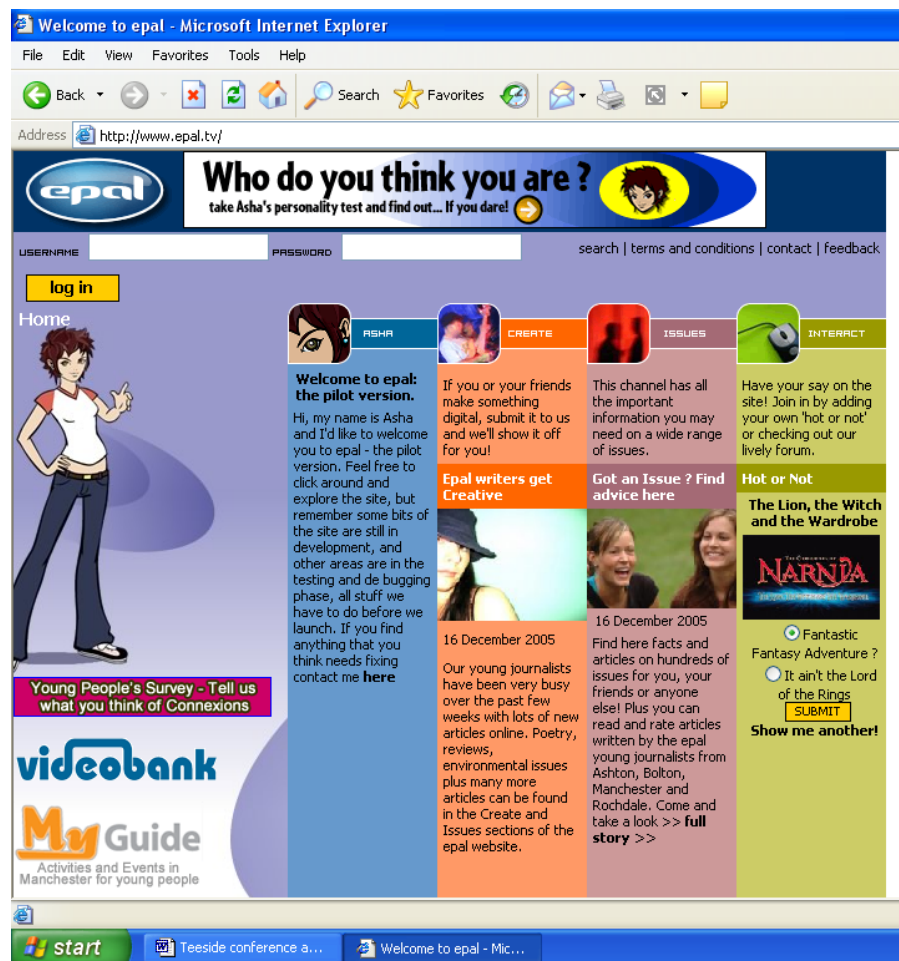 Welcome to epal - Microsoft Internet Explorer
File Edit View Favorites Tools Help
Back Search Favorites
Address http://www.epal.tv/
epal
Who do you think you are ?
take Asha's personality test and find out... If you dare!
USERNAME PASSWORD search | terms and conditions | contact | feedback
log in
Home
Young People's Survey - Tell us
what you think of Connexions
videobank
My Guide
Activities and Events in
Manchester for young people
ASHA
Welcome to epal:
the pilot version.
Hi, my name is Asha
and I'd like to welcome
you to epal - the pilot
version. Feel free to
click around and
explore the site, but
remember some bits of
the site are still in
development, and
other areas are in the
testing and de bugging
phase, all stuff we
have to do before we
launch. If you find
anything that you
think needs fixing
contact me here
CREATE
If you or your friends
make something
digital, submit it to us
and we'll show it off
for you!
Epal writers get
Creative
16 December 2005
Our young journalists
have been very busy
over the past few
weeks with lots of new
articles online. Poetry,
reviews,
environmental issues
plus many more
articles can be found
in the Create and
Issues sections of the
epal website.
ISSUES
This channel has all
the important
information you may
need on a wide range
of issues.
Got an Issue ? Find
advice here
16 December 2005
Find here facts and
articles on hundreds of
issues for you, your
friends or anyone
else! Plus you can
read and rate articles
written by the epal
young journalists from
Ashton, Bolton,
Manchester and
Rochdale. Come and
take a look >> full
story >>
INTERACT
Have your say on the
site! Join in by adding
your own 'hot or not'
or checking out our
lively forum.
Hot or Not
The Lion, the Witch
and the Wardrobe
NARNIA
Fantastic
Fantasy Adventure ?
It ain't the Lord
of the Rings
SUBMIT
Show me another!
start Teeside conference a... Welcome to epal - Mic...